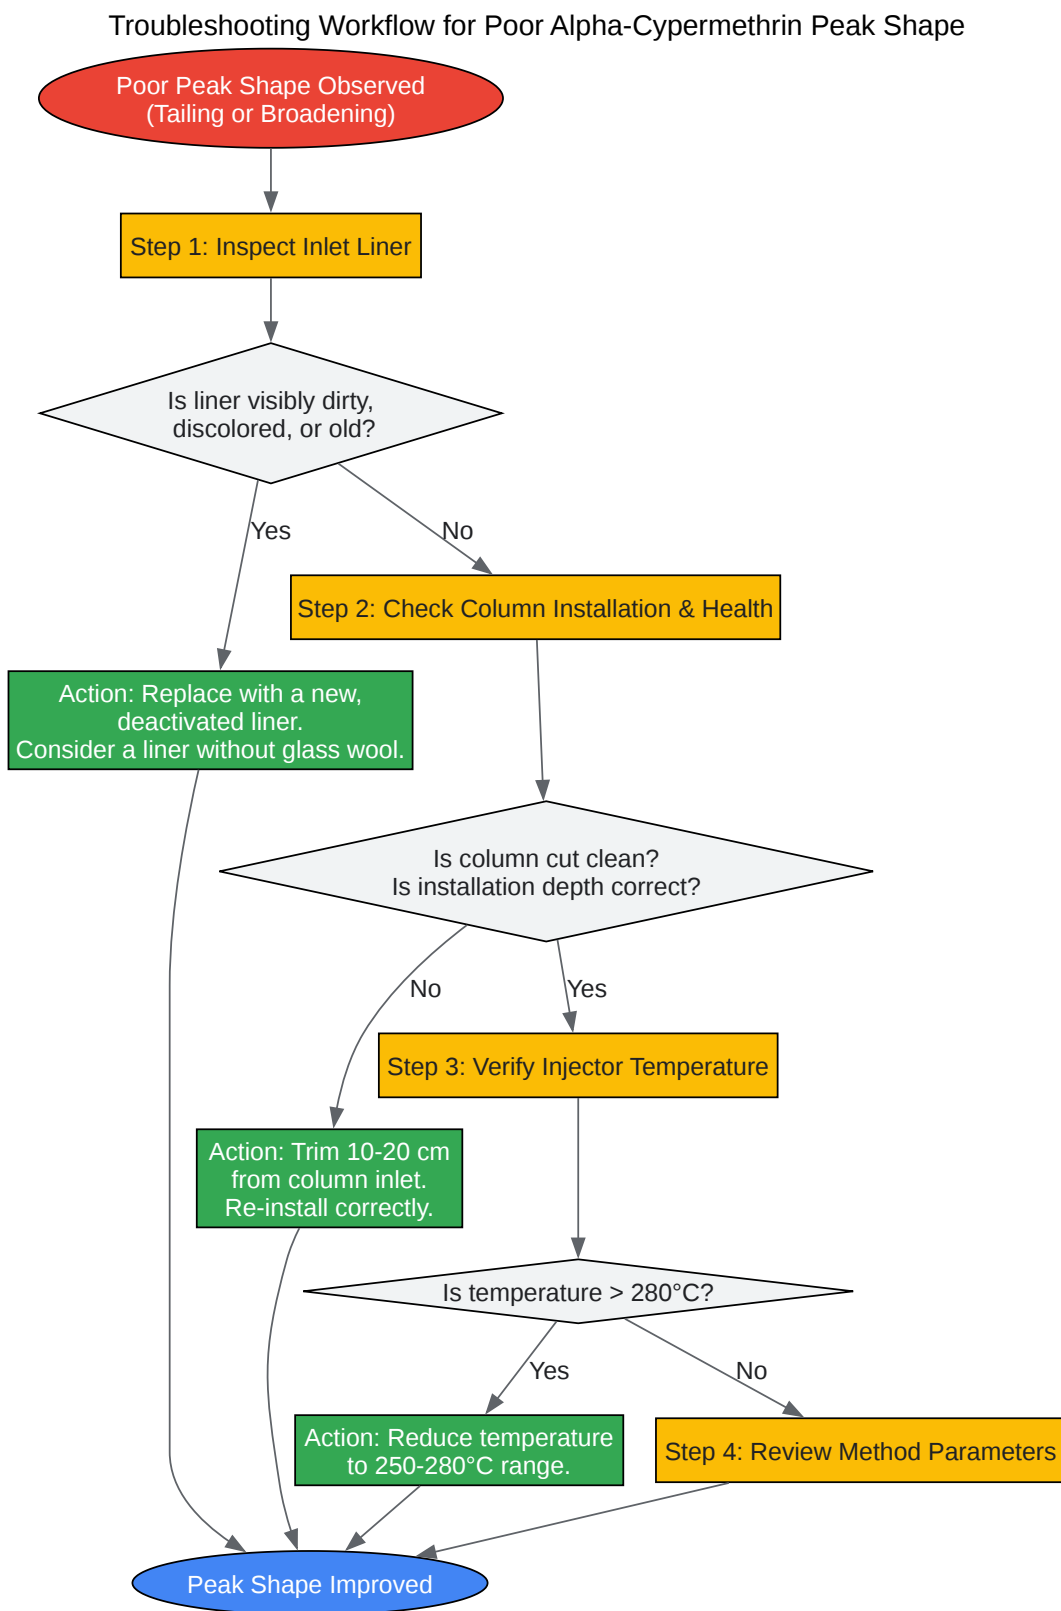 Troubleshooting Workflow for Poor Alpha-Cypermethrin Peak Shape
Poor Peak Shape Observed
(Tailing or Broadening)
Step 1: Inspect Inlet Liner
Is liner visibly dirty,
discolored, or old?
Yes
No
Step 2: Check Column Installation & Health
Action: Replace with a new,
deactivated liner.
Consider a liner without glass wool.
Is column cut clean?
Is installation depth correct?
No
Yes
Step 3: Verify Injector Temperature
Action: Trim 10-20 cm
from column inlet.
Re-install correctly.
Is temperature > 280°C?
Yes
No
Action: Reduce temperature
to 250-280°C range.
Step 4: Review Method Parameters
Peak Shape Improved